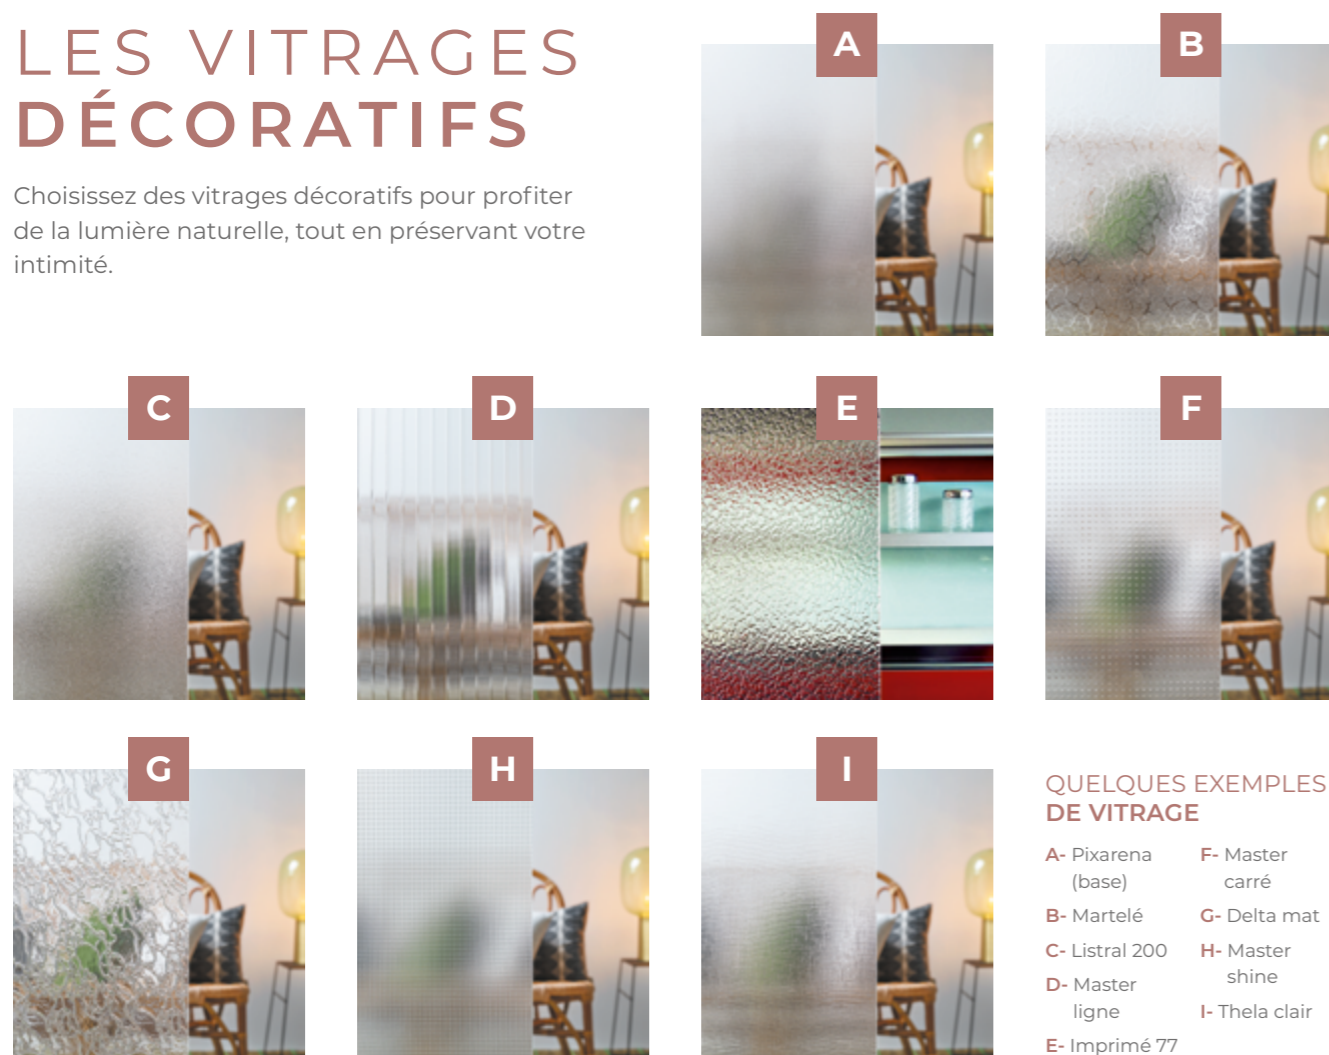 LES VITRAGES
DÉCORATIFS
Choisissez des vitrages décoratifs pour profiter
de la lumière naturelle, tout en préservant votre
intimité.
A
B
C
D
E
F
G
H
I
QUELQUES EXEMPLES
DE VITRAGE
A- Pixarena
(base)
B- Martelé
C- Listral 200
D- Master
ligne
E- Imprimé 77
F- Master
carré
G- Delta mat
H- Master
shine
I- Thela clair